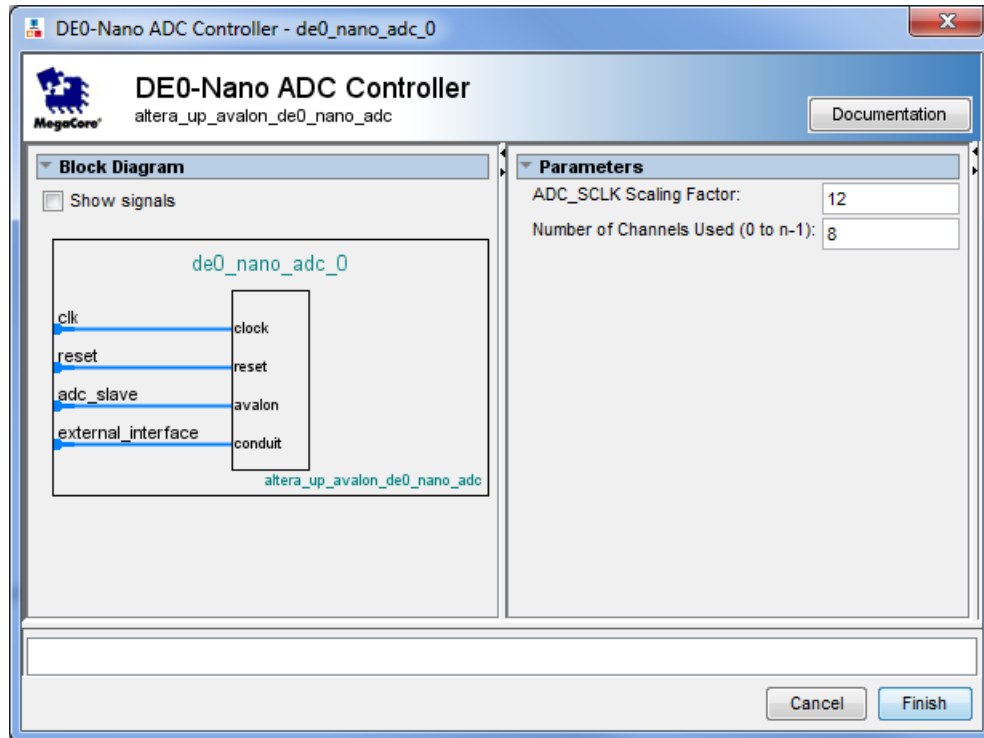 DE0-Nano ADC Controller - de0_nano_adc_0
DE0-Nano ADC Controller
altera_up_avalon_de0_nano_adc
MegaCore®
Documentation
Block Diagram
Show signals
de0_nano_adc_0
clk
clock
reset
reset
adc_slave
avalon
external_interface
conduit
altera_up_avalon_de0_nano_adc
Parameters
ADC_SCLK Scaling Factor: 12
Number of Channels Used (0 to n-1): 8
Cancel Finish